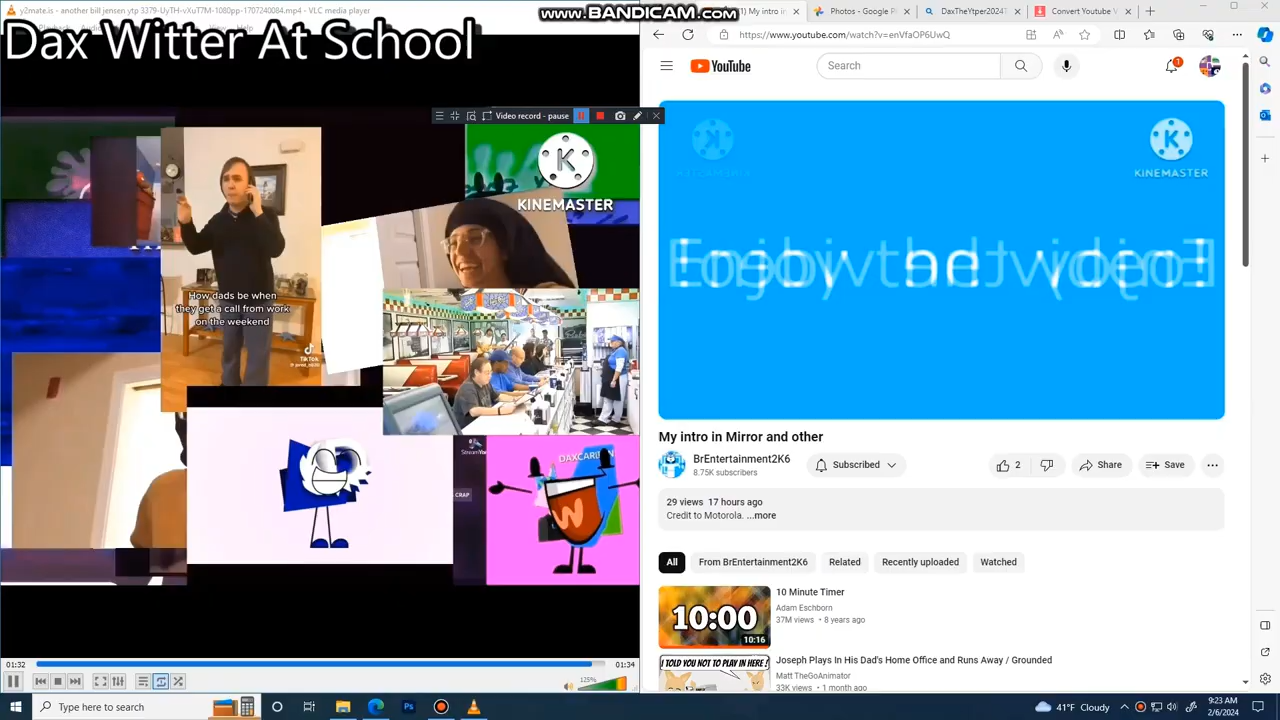 y2mate.is - another bill jensen ytp 3379-UyTH-vXuT7M-1080pp-1707240084.mp4 - VLC media player
www.BANDICAM.com
) My intro i
DaxTheYtper2024
Comm
Dax Witter At School
https://www.youtube.com/watch?v=enVfaOP6UwQ
YouTube
Search
1
Video record - pause
K
KINEMASTER
K
KINEMASTER
How dads be when
they get a call from work
on the weekend
TikTok
My intro in Mirror and other
BrEntertainment2K6
8.75K subscribers
Subscribed
2
Share
Save
29 views 17 hours ago
Credit to Motorola. ...more
StreamYa
CRAP
W
All
From BrEntertainment2K6
Related
Recently uploaded
Watched
10:00
10:16
10 Minute Timer
Adam Eschborn
37M views • 8 years ago
I TOLD YOU NOT TO PLAY IN HERE!
Joseph Plays In His Dad's Home Office and Runs Away / Grounded
Matt TheGoAnimator
33K views • 1 month ago
01:32
01:34
125%
Type here to search
Ps
41°F Cloudy
9:23 AM
2/6/2024